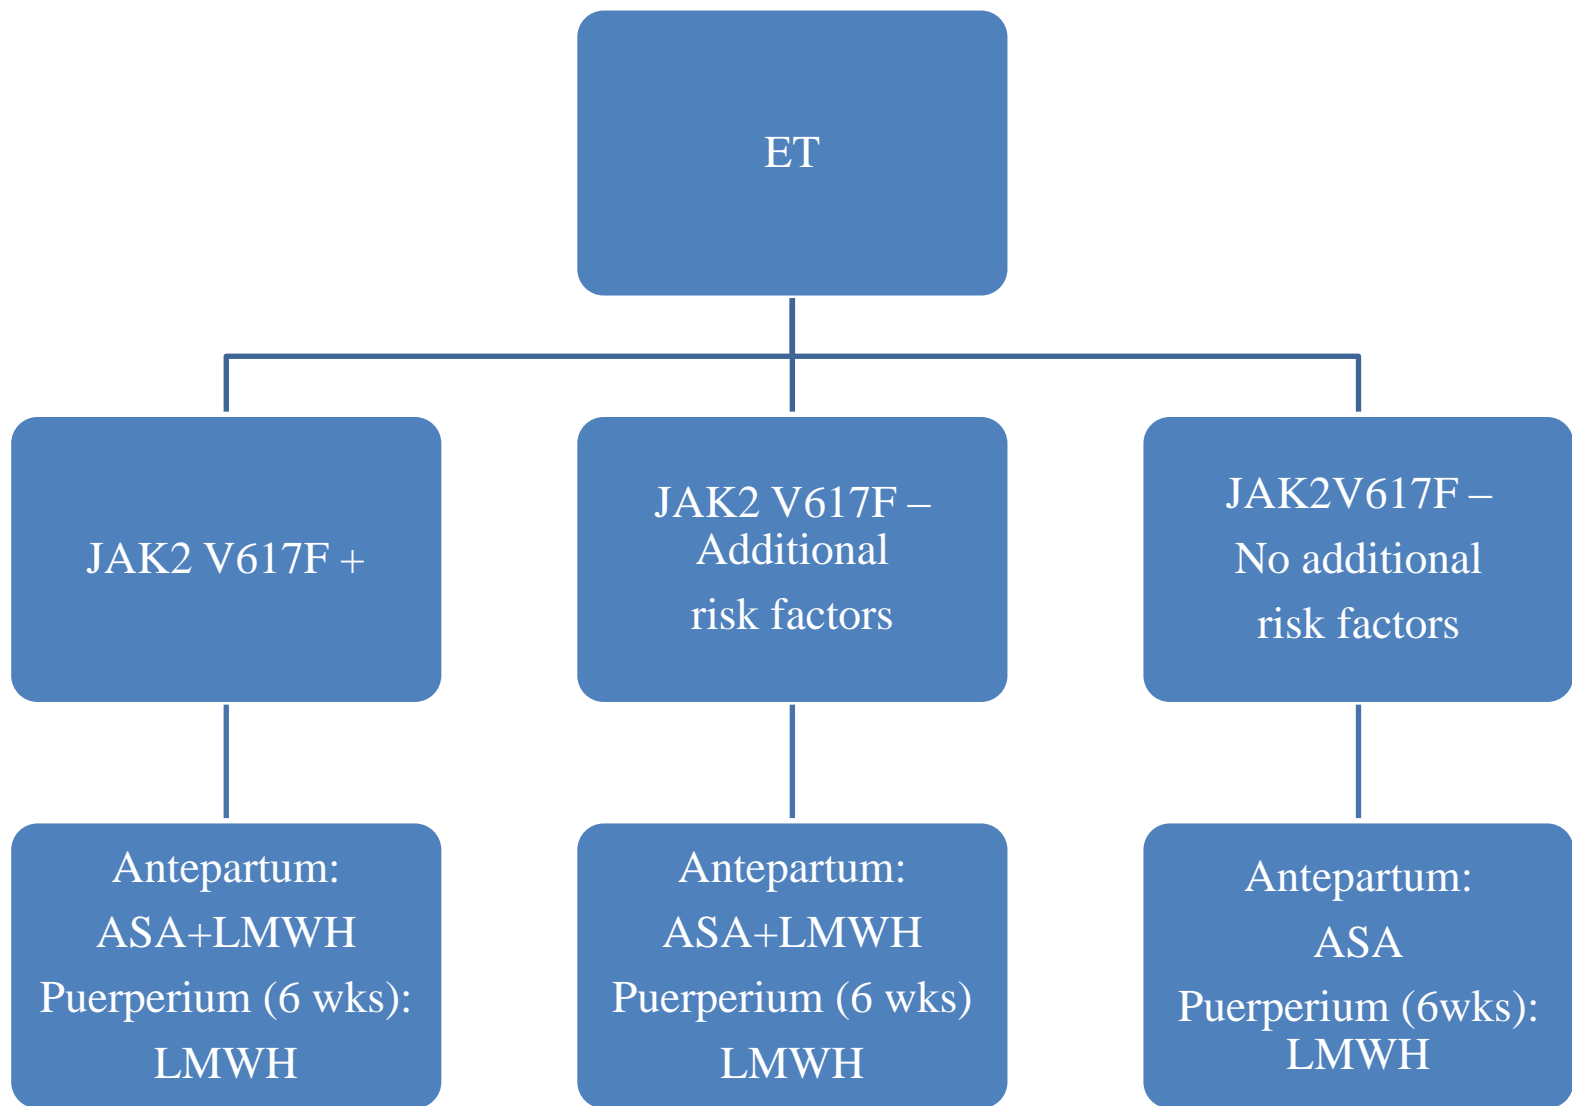 ET
JAK2 V617F +
JAK2 V617F –
Additional
risk factors
JAK2V617F –
No additional
risk factors
Antepartum:
ASA+LMWH
Puerperium (6 wks):
LMWH
Antepartum:
ASA+LMWH
Puerperium (6 wks)
LMWH
Antepartum:
ASA
Puerperium (6wks):
LMWH